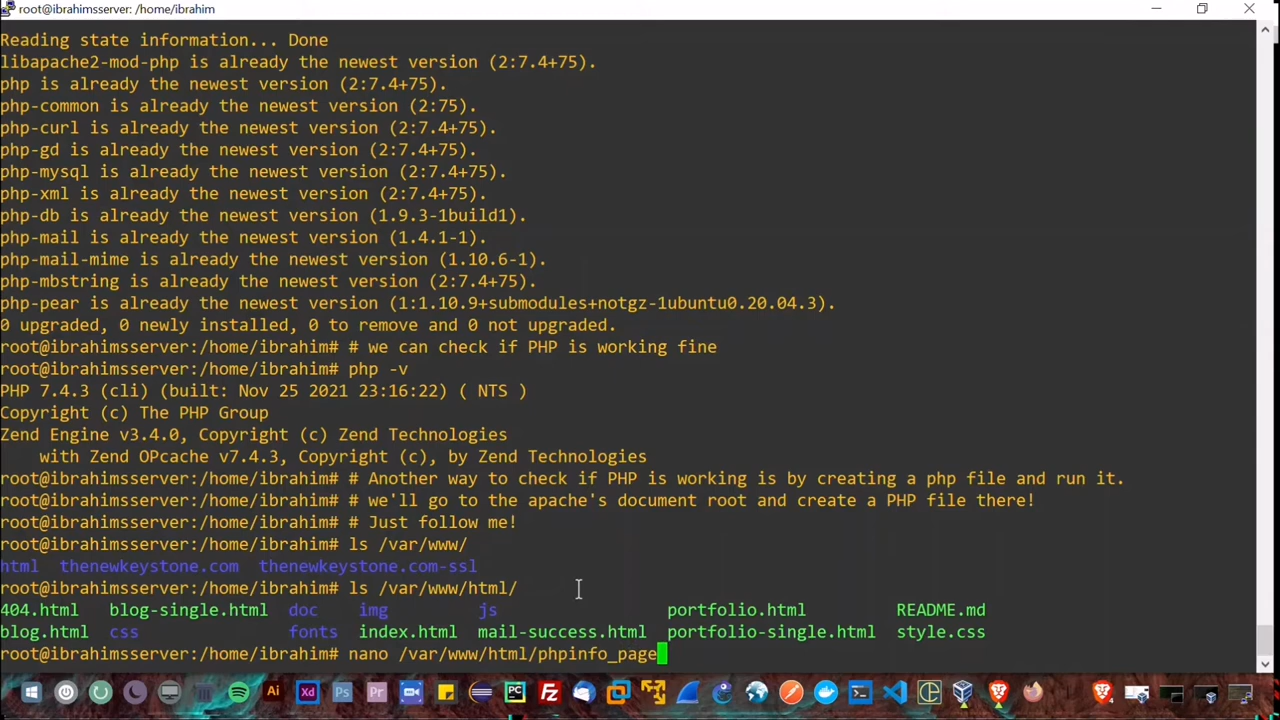 root@ibrahimsserver: /home/ibrahim
Reading state information... Done
libapache2-mod-php is already the newest version (2:7.4+75).
php is already the newest version (2:7.4+75).
php-common is already the newest version (2:75).
php-curl is already the newest version (2:7.4+75).
php-gd is already the newest version (2:7.4+75).
php-mysql is already the newest version (2:7.4+75).
php-xml is already the newest version (2:7.4+75).
php-db is already the newest version (1.9.3-1build1).
php-mail is already the newest version (1.4.1-1).
php-mail-mime is already the newest version (1.10.6-1).
php-mbstring is already the newest version (2:7.4+75).
php-pear is already the newest version (1:1.10.9+submodules+notgz-1ubuntu0.20.04.3).
0 upgraded, 0 newly installed, 0 to remove and 0 not upgraded.
root@ibrahimsserver:/home/ibrahim# # we can check if PHP is working fine
root@ibrahimsserver:/home/ibrahim# php -v
PHP 7.4.3 (cli) (built: Nov 25 2021 23:16:22) ( NTS )
Copyright (c) The PHP Group
Zend Engine v3.4.0, Copyright (c) Zend Technologies
    with Zend OPcache v7.4.3, Copyright (c), by Zend Technologies
root@ibrahimsserver:/home/ibrahim# # Another way to check if PHP is working is by creating a php file and run it.
root@ibrahimsserver:/home/ibrahim# # we'll go to the apache's document root and create a PHP file there!
root@ibrahimsserver:/home/ibrahim# # Just follow me!
root@ibrahimsserver:/home/ibrahim# ls /var/www/
html  thenewkeystone.com  thenewkeystone.com-ssl
root@ibrahimsserver:/home/ibrahim# ls /var/www/html/
404.html   blog-single.html  doc    img         js                 portfolio.html         README.md
blog.html  css               fonts  index.html  mail-success.html  portfolio-single.html  style.css
root@ibrahimsserver:/home/ibrahim# nano /var/www/html/phpinfo_page
Ai Xd Ps Pr PC FZ